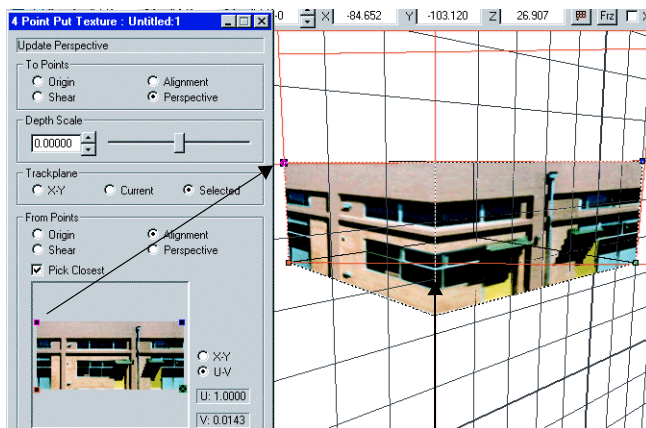 4 Point Put Texture : Untitled:1
X -84.652 Y -103.120 Z 26.907 Frz
Update Perspective
To Points
Origin Alignment
Shear Perspective
Depth Scale
0.00000
Trackplane
X-Y Current Selected
From Points
Origin Alignment
Shear Perspective
Pick Closest
X-Y
U-V
U: 1.0000
V: 0.0143